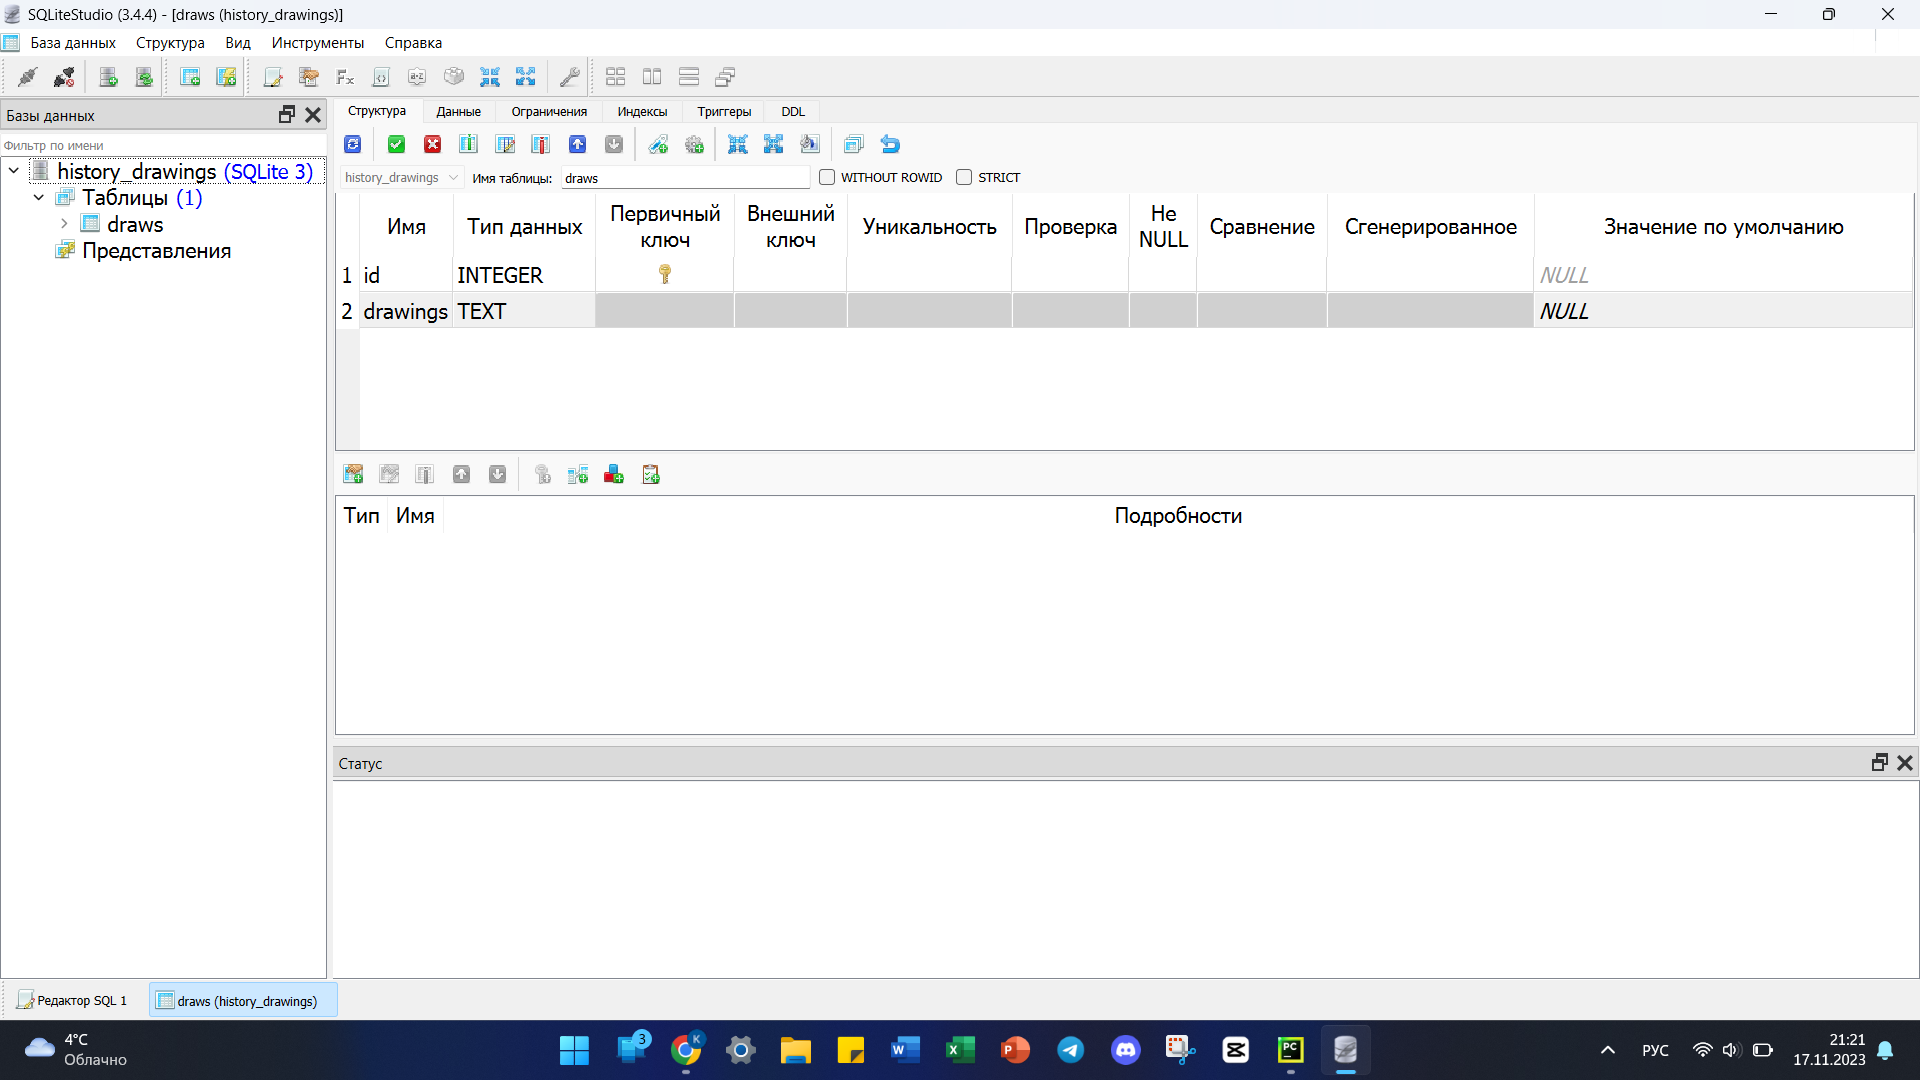 SQLiteStudio (3.4.4) - [draws (history_drawings)]
База данных Структура Вид Инструменты Справка
Базы данных
Фильтр по имени
history_drawings (SQLite 3)
Таблицы (1)
draws
Представления
Структура Данные Ограничения Индексы Триггеры DDL
history_drawings Имя таблицы: draws WITHOUT ROWID STRICT
Имя Тип данных Первичный ключ Внешний ключ Уникальность Проверка Не NULL Сравнение Сгенерированное Значение по умолчанию
1 id INTEGER NULL
2 drawings TEXT NULL
Тип Имя Подробности
Статус
Редактор SQL 1 draws (history_drawings)
4°C
Облачно
3
K
W
X
P
PC
РУС
21:21
17.11.2023